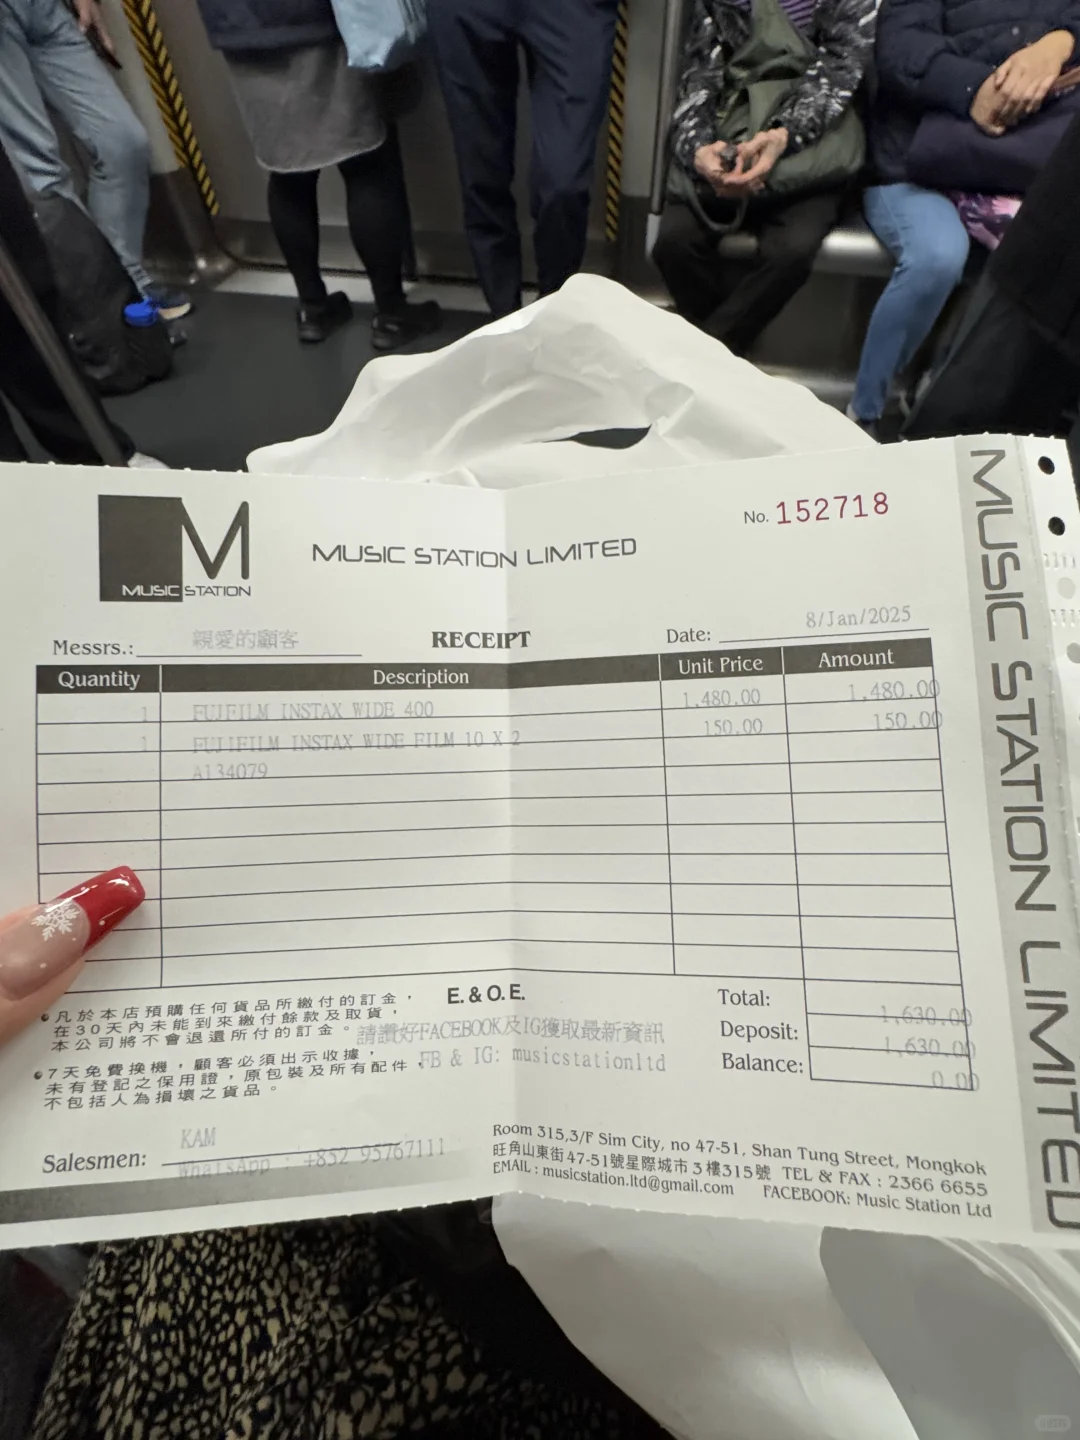 M
MUSIC STATION
MUSIC STATION LIMITED
No. 152718
Messrs.: 親愛的顧客
RECEIPT
Date: 8/Jan/2025
Quantity Description Unit Price Amount
1 FUJIFILM INSTAX WIDE 400 1,480.00 1,480.00
1 FUJIFILM INSTAX WIDE FILM 10 X 2 150.00 150.00
A134079
●凡於本店預購任何貨品所繳付的訂金，
在30天內未能到來繳付餘款及取貨，
本公司將不會退還所付的訂金。
●7天免費換機，顧客必須出示收據，
未有登記之保用證，原包裝及所有配件，
不包括人為損壞之貨品。
E. & O. E.
請讚好FACEBOOK及IG獲取最新資訊
FB & IG: musicstationltd
Total: 1,630.00
Deposit: 1,630.00
Balance: 0.00
Salesmen: KAM
WhatsApp : +852 95767111
Room 315,3/F Sim City, no 47-51, Shan Tung Street, Mongkok
旺角山東街47-51號星際城市3樓315號 TEL & FAX : 2366 6655
EMAIL : musicstation.ltd@gmail.com FACEBOOK: Music Station Ltd
MUSIC STATION LIMITED